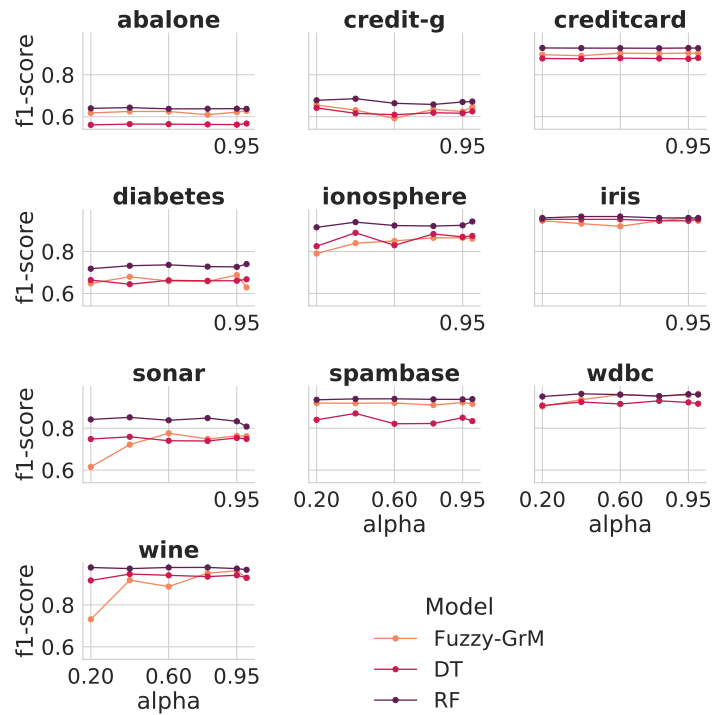 abalone credit-g creditcard
f1-score
0.8
0.6
0.95 0.95 0.95
diabetes ionosphere iris
f1-score
0.8
0.6
0.95 0.95 0.95
sonar spambase wdbc
f1-score
0.8
0.6
0.95 0.20 0.60 0.95 0.20 0.60 0.95
alpha alpha
wine
f1-score
0.8
0.6
0.20 0.60 0.95
alpha
Model
Fuzzy-GrM
DT
RF